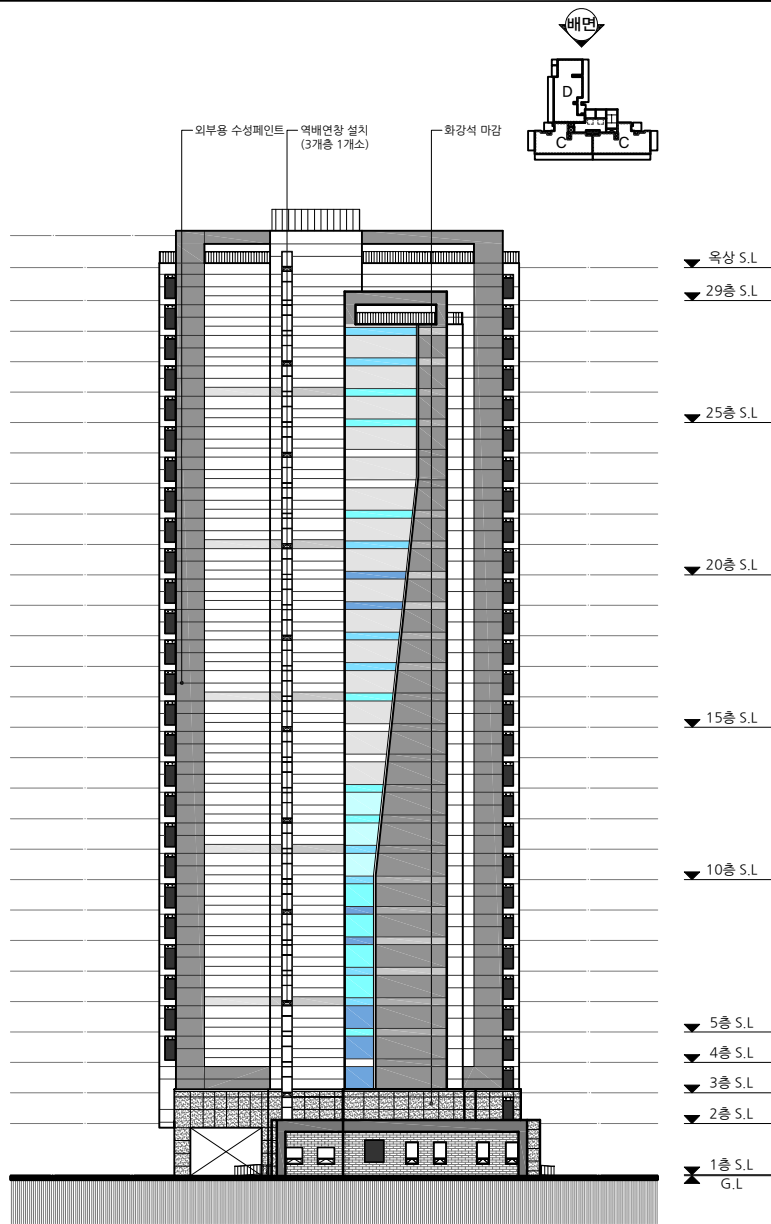 배면
D
C
C
외부용 수성페인트
역배연창 설치
(3개층 1개소)
화강석 마감
옥상 S.L
29층 S.L
25층 S.L
20층 S.L
15층 S.L
10층 S.L
5층 S.L
4층 S.L
3층 S.L
2층 S.L
1층 S.L
G.L